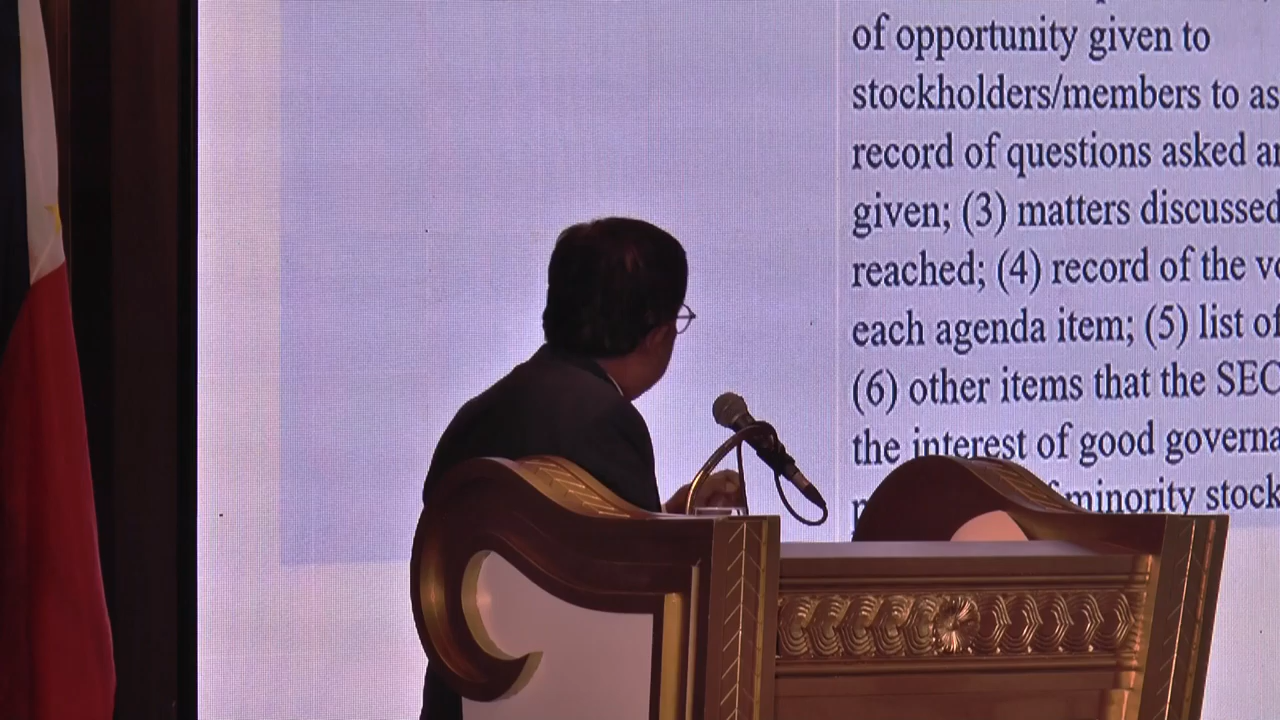 of opportunity given to
stockholders/members to as
record of questions asked a
given; (3) matters discussed
reached; (4) record of the v
each agenda item; (5) list of
(6) other items that the SEC
the interest of good governa
minority stock